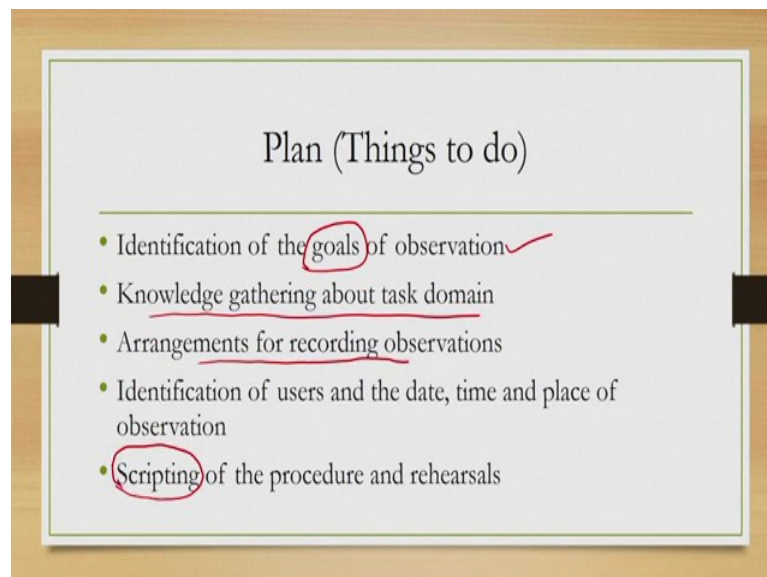 Plan (Things to do)
• Identification of the goals of observation
• Knowledge gathering about task domain
• Arrangements for recording observations
• Identification of users and the date, time and place of
observation
• Scripting of the procedure and rehearsals